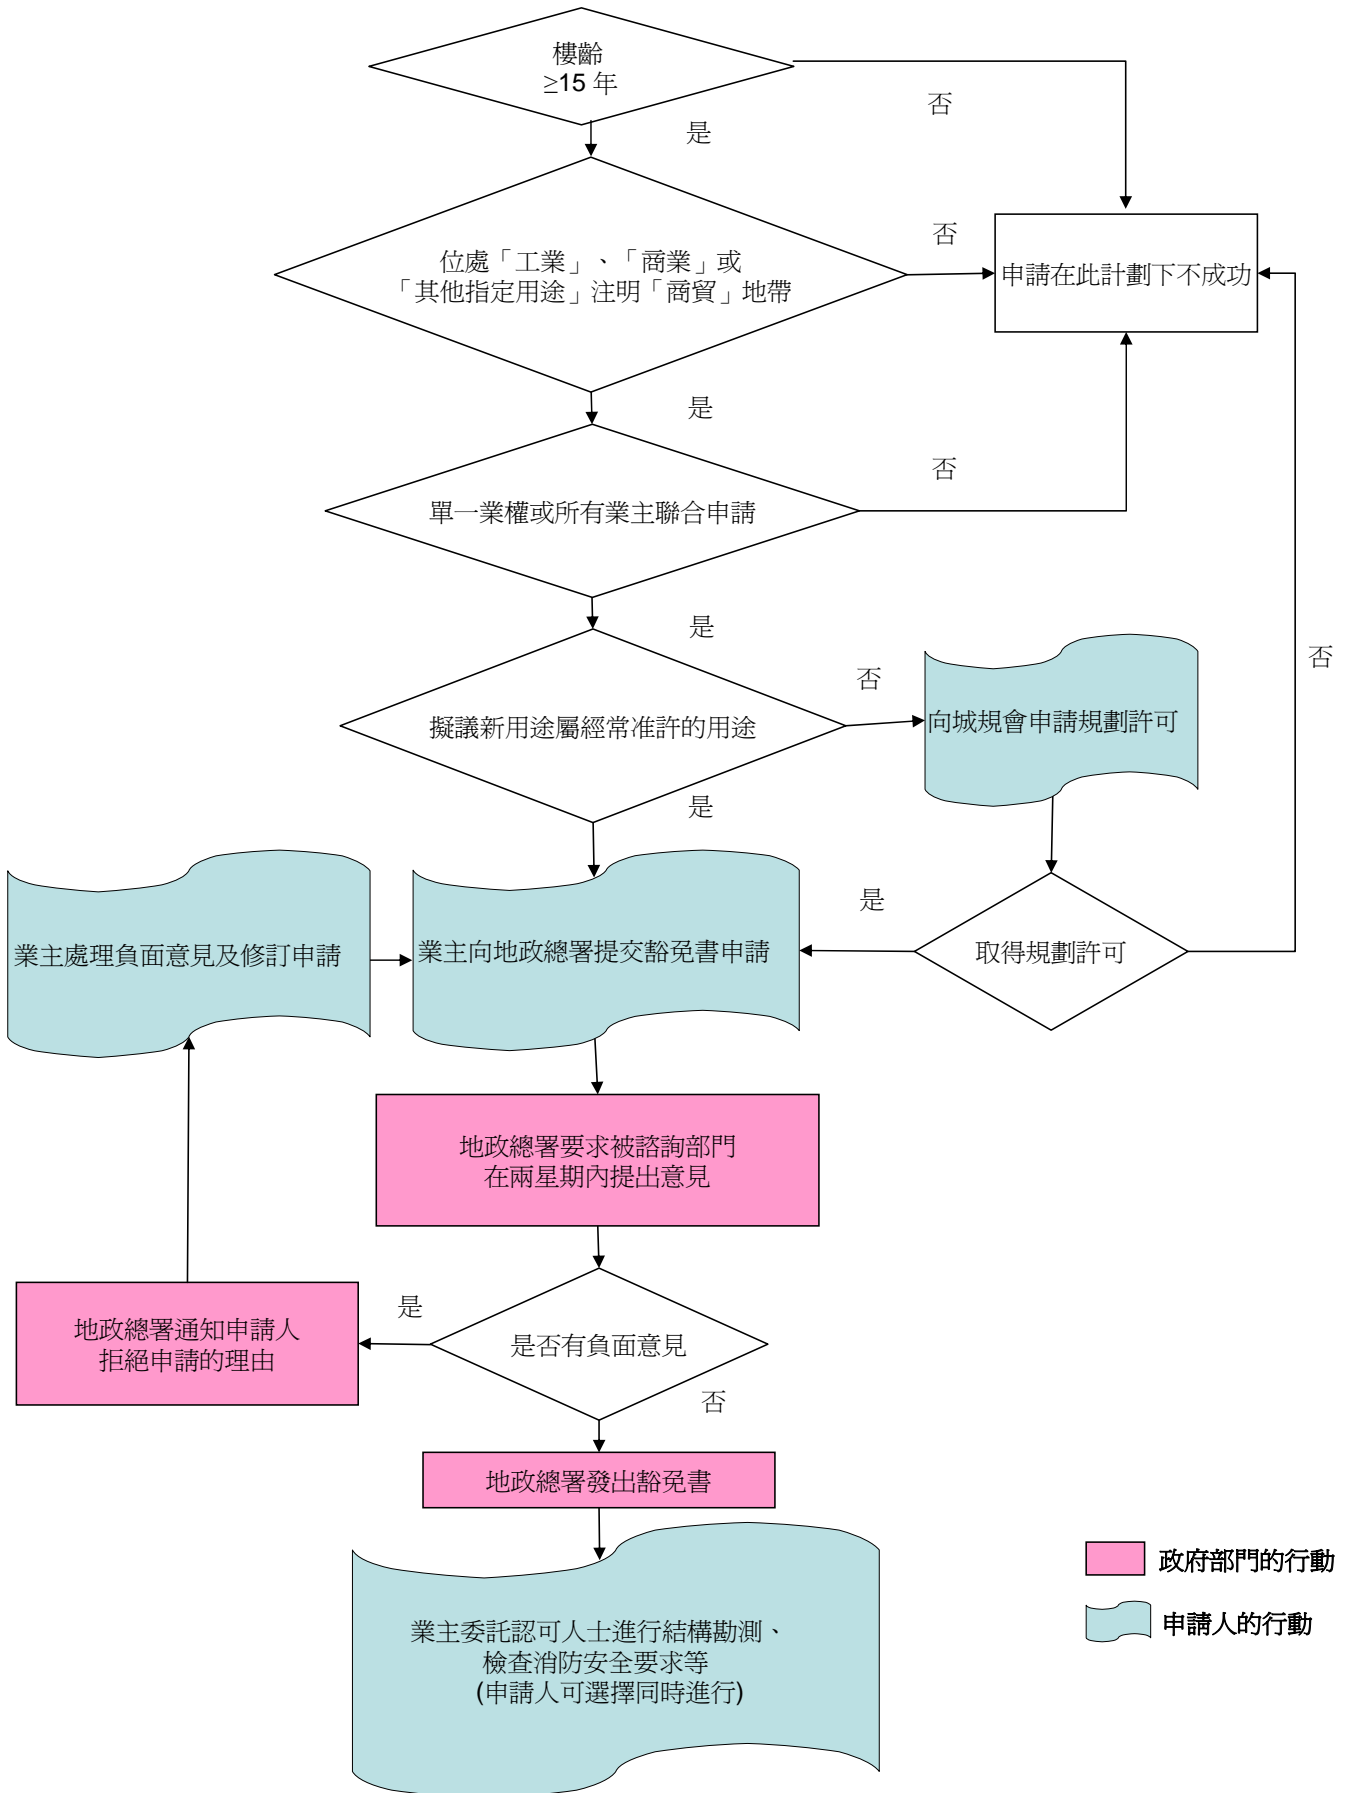 樓齡
≥15 年
否
是
位處「工業」、「商業」或
「其他指定用途」注明「商貿」地帶
否
申請在此計劃下不成功
是
單一業權或所有業主聯合申請
否
是
擬議新用途屬經常准許的用途
否
向城規會申請規劃許可
否
是
業主處理負面意見及修訂申請
業主向地政總署提交豁免書申請
是
取得規劃許可
地政總署要求被諮詢部門
在兩星期內提出意見
地政總署通知申請人
拒絕申請的理由
是
是否有負面意見
否
地政總署發出豁免書
業主委託認可人士進行結構勘測、
檢查消防安全要求等
(申請人可選擇同時進行)
政府部門的行動
申請人的行動